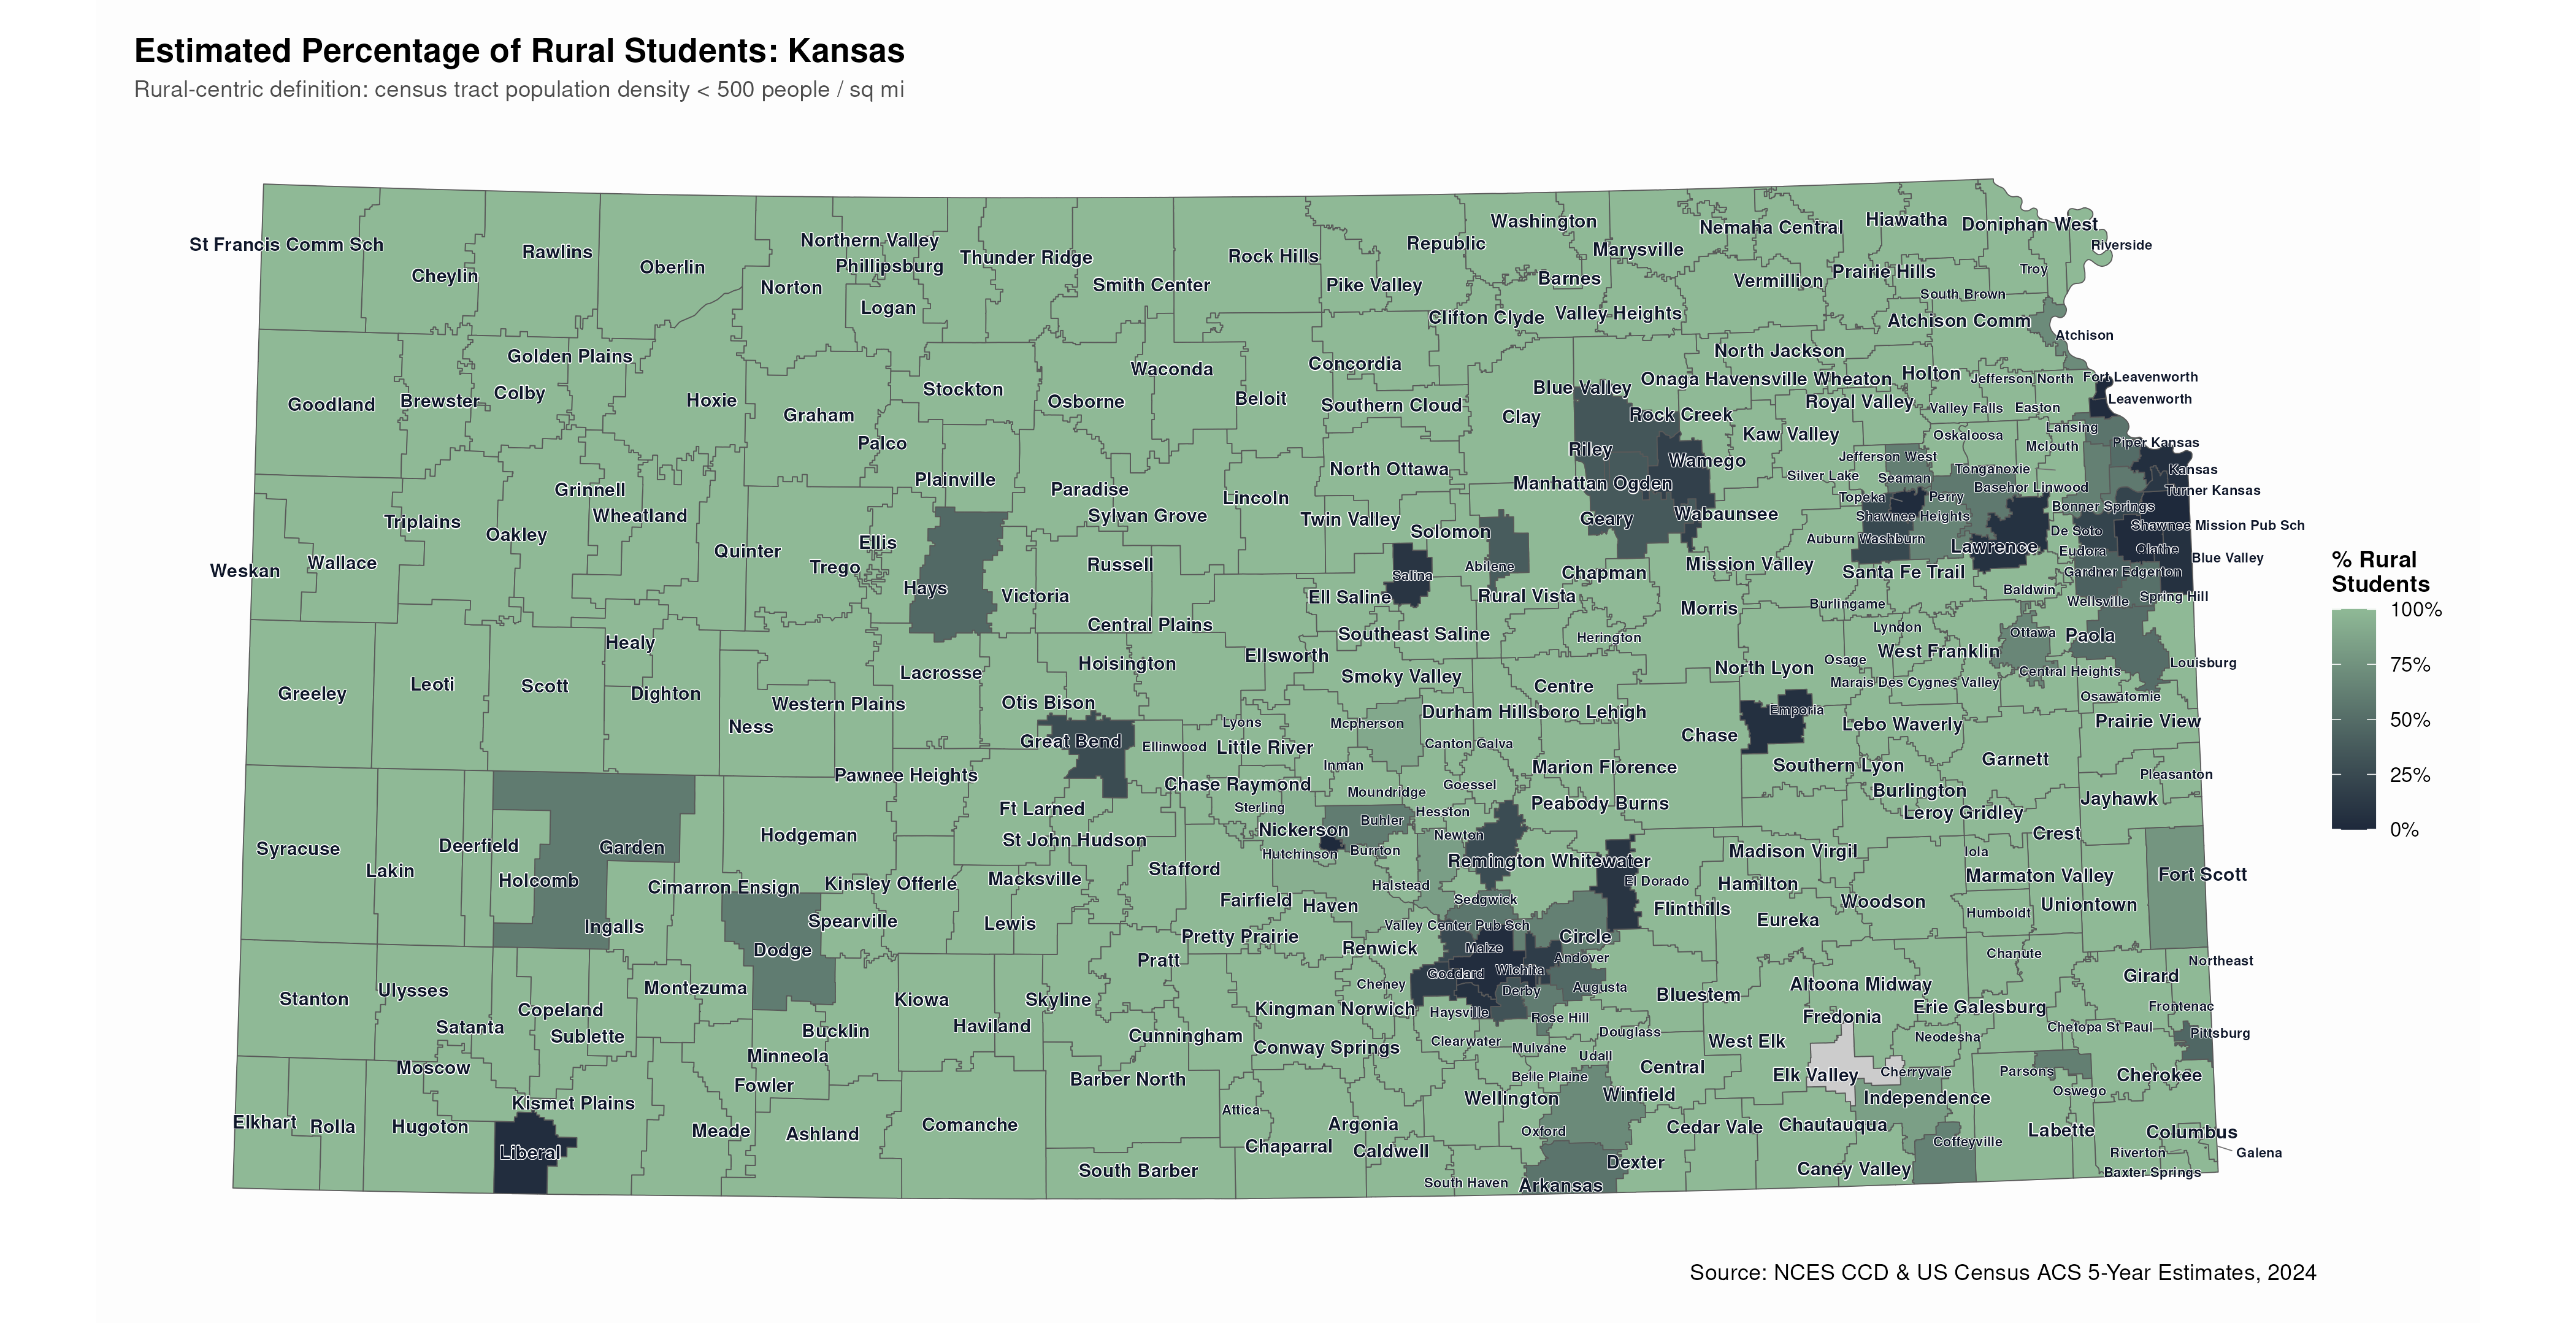 Estimated Percentage of Rural Students: Kansas
Rural-centric definition: census tract population density < 500 people / sq mi
St Francis Comm Sch
Cheylin
Rawlins
Oberlin
Norton
Northern Valley
Phillipsburg
Logan
Thunder Ridge
Smith Center
Rock Hills
Pike Valley
Republic
Washington
Barnes
Marysville
Nemaha Central
Hiawatha
Doniphan West
Riverside
Troy
Vermillion
Prairie Hills
South Brown
Clifton Clyde
Valley Heights
Atchison Comm
Atchison
Golden Plains
Goodland
Brewster
Colby
Hoxie
Graham
Palco
Stockton
Osborne
Waconda
Beloit
Concordia
Southern Cloud
Clay
Blue Valley
North Jackson
Onaga Havensville Wheaton
Holton
Jefferson North
Fort Leavenworth
Leavenworth
Rock Creek
Royal Valley
Valley Falls
Easton
Kaw Valley
Oskaloosa
Lansing
Mclouth
Piper Kansas
Riley
Wamego
Jefferson West
Silver Lake
Seaman
Tonganoxie
Kansas
Basehor Linwood
Turner Kansas
Manhattan Ogden
Topeka
Perry
Bonner Springs
Geary
Wabaunsee
Shawnee Heights
Shawnee Mission Pub Sch
De Soto
Auburn Washburn
Lawrence
Eudora
Olathe
Blue Valley
Grinnell
Wheatland
Triplains
Oakley
Plainville
Paradise
Sylvan Grove
Lincoln
North Ottawa
Twin Valley
Solomon
Weskan
Wallace
Quinter
Trego
Ellis
Hays
Victoria
Russell
Central Plains
Salina
Abilene
Ell Saline
Rural Vista
Chapman
Mission Valley
Santa Fe Trail
Gardner Edgerton
Baldwin
Wellsville
Spring Hill
Southeast Saline
Herington
Morris
Burlingame
Lyndon
Ottawa
Paola
Louisburg
Healy
Greeley
Leoti
Scott
Dighton
Ness
Western Plains
Lacrosse
Otis Bison
Hoisington
Ellsworth
Smoky Valley
Centre
North Lyon
Osage
West Franklin
Central Heights
Marais Des Cygnes Valley
Osawatomie
Great Bend
Ellinwood
Lyons
Little River
Mcpherson
Durham Hillsboro Lehigh
Canton Galva
Chase
Emporia
Lebo Waverly
Prairie View
Garnett
Pawnee Heights
Chase Raymond
Inman
Moundridge
Goessel
Marion Florence
Southern Lyon
Burlington
Pleasanton
Jayhawk
Ft Larned
Sterling
Hesston
Peabody Burns
Leroy Gridley
Syracuse
Lakin
Deerfield
Holcomb
Garden
Hodgeman
St John Hudson
Nickerson
Buhler
Newton
Crest
Hutchinson
Burrton
Remington Whitewater
Madison Virgil
Iola
Cimarron Ensign
Kinsley Offerle
Macksville
Stafford
Halstead
El Dorado
Hamilton
Marmaton Valley
Fort Scott
Ingalls
Spearville
Lewis
Fairfield
Haven
Sedgwick
Flinthills
Eureka
Woodson
Humboldt
Uniontown
Dodge
Pretty Prairie
Renwick
Valley Center Pub Sch
Maize
Circle
Andover
Chanute
Northeast
Pratt
Cheney
Goddard
Wichita
Derby
Augusta
Girard
Stanton
Ulysses
Copeland
Montezuma
Kiowa
Skyline
Kingman Norwich
Bluestem
Altoona Midway
Satanta
Sublette
Bucklin
Haviland
Haysville
Rose Hill
Fredonia
Erie Galesburg
Frontenac
Cunningham
Conway Springs
Clearwater
Mulvane
Douglass
West Elk
Neodesha
Chetopa St Paul
Pittsburg
Moscow
Minneola
Fowler
Barber North
Udall
Belle Plaine
Central
Elk Valley
Cherryvale
Parsons
Cherokee
Oswego
Kismet Plains
Wellington
Winfield
Independence
Elkhart
Rolla
Hugoton
Meade
Ashland
Comanche
Attica
Argonia
Oxford
Cedar Vale
Chautauqua
Coffeyville
Labette
Columbus
Liberal
South Barber
Chaparral
Caldwell
South Haven
Dexter
Arkansas
Caney Valley
Riverton
Galena
Baxter Springs
% Rural
Students
100%
75%
50%
25%
0%
Source: NCES CCD & US Census ACS 5-Year Estimates, 2024